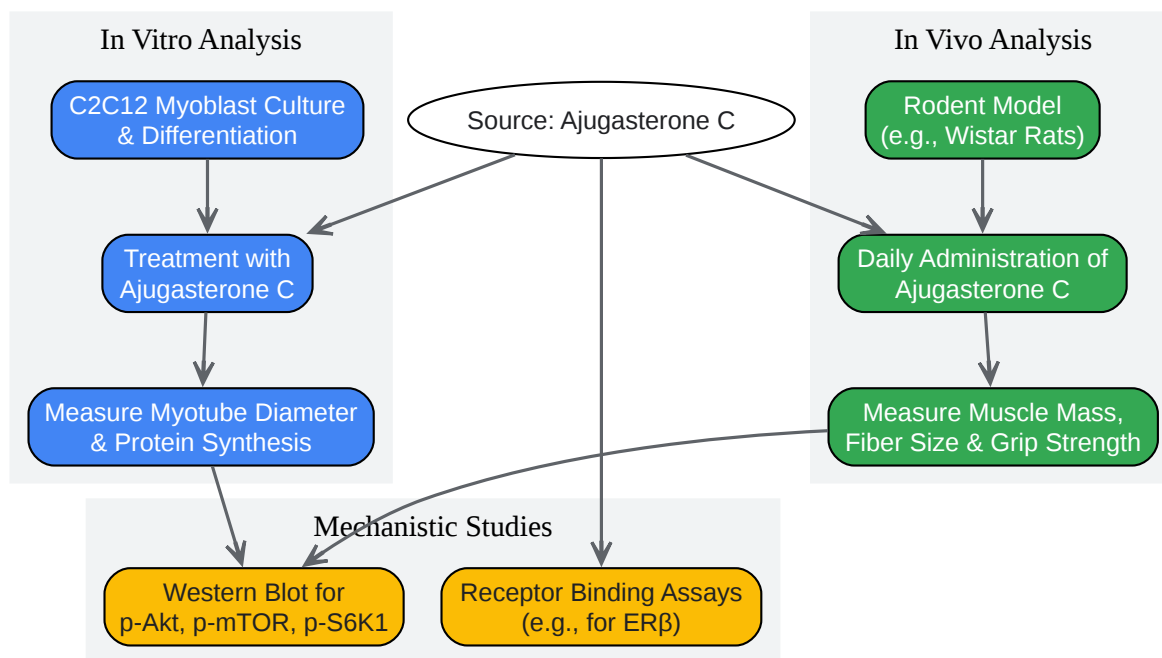 In Vitro Analysis
In Vivo Analysis
C2C12 Myoblast Culture
& Differentiation
Source: Ajugasterone C
Rodent Model
(e.g., Wistar Rats)
Treatment with
Ajugasterone C
Daily Administration of
Ajugasterone C
Measure Myotube Diameter
& Protein Synthesis
Measure Muscle Mass,
Fiber Size & Grip Strength
Mechanistic Studies
Western Blot for
p-Akt, p-mTOR, p-S6K1
Receptor Binding Assays
(e.g., for ERβ)